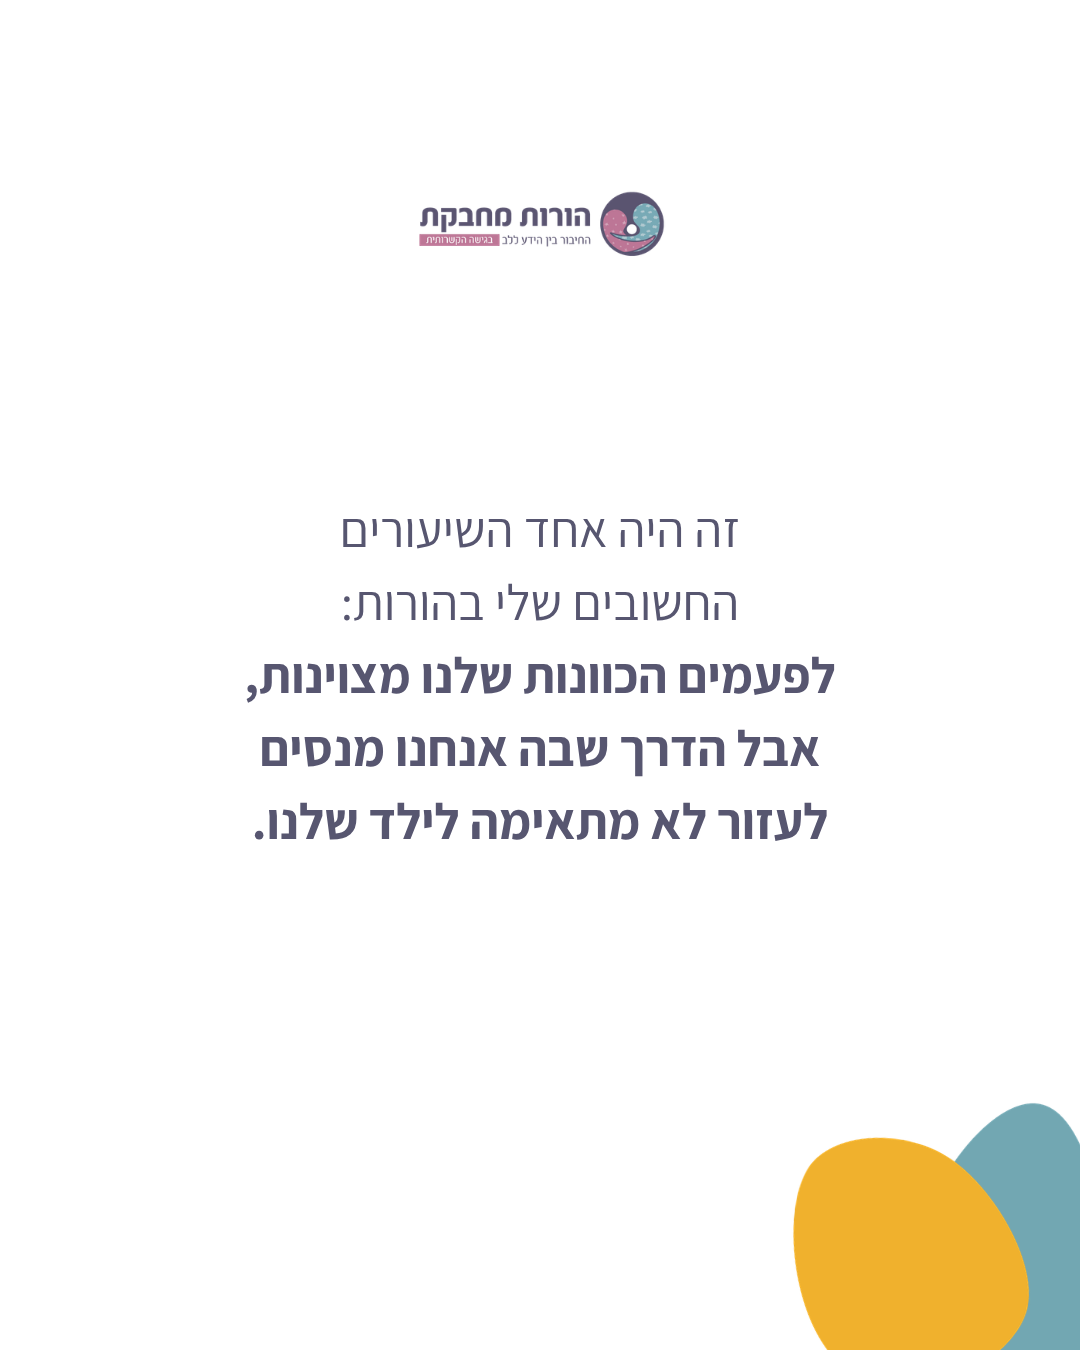 הורות מחבקת
החיבור בין הידע ללב בגישה הקשרותית
זה היה אחד השיעורים
החשובים שלי בהורות:
לפעמים הכוונות שלנו מצוינות,
אבל הדרך שבה אנחנו מנסים
לעזור לא מתאימה לילד שלנו.